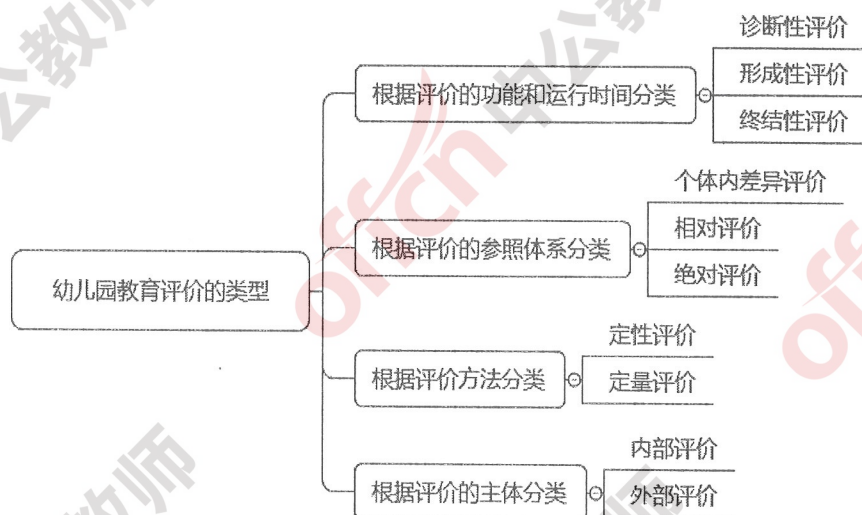 诊断性评价
根据评价的功能和运行时间分类
形成性评价
终结性评价
个体内差异评价
根据评价的参照体系分类
相对评价
绝对评价
幼儿园教育评价的类型
定性评价
根据评价方法分类
定量评价
内部评价
根据评价的主体分类
外部评价
offcn 中公教师